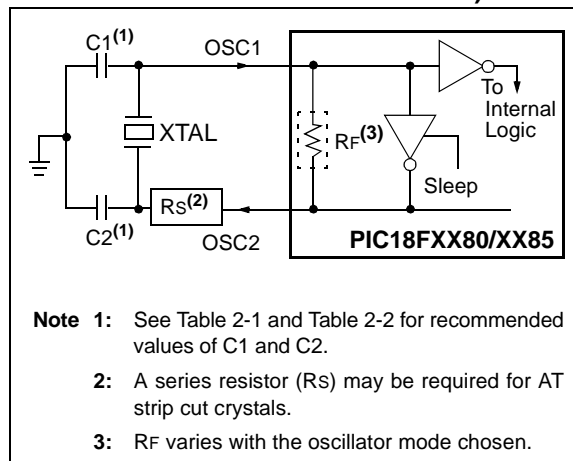 C1(1)
OSC1
To
Internal
Logic
XTAL
RF(3)
Sleep
RS(2)
C2(1)
OSC2
PIC18FXX80/XX85
Note 1: See Table 2-1 and Table 2-2 for recommended
values of C1 and C2.
2: A series resistor (RS) may be required for AT
strip cut crystals.
3: RF varies with the oscillator mode chosen.